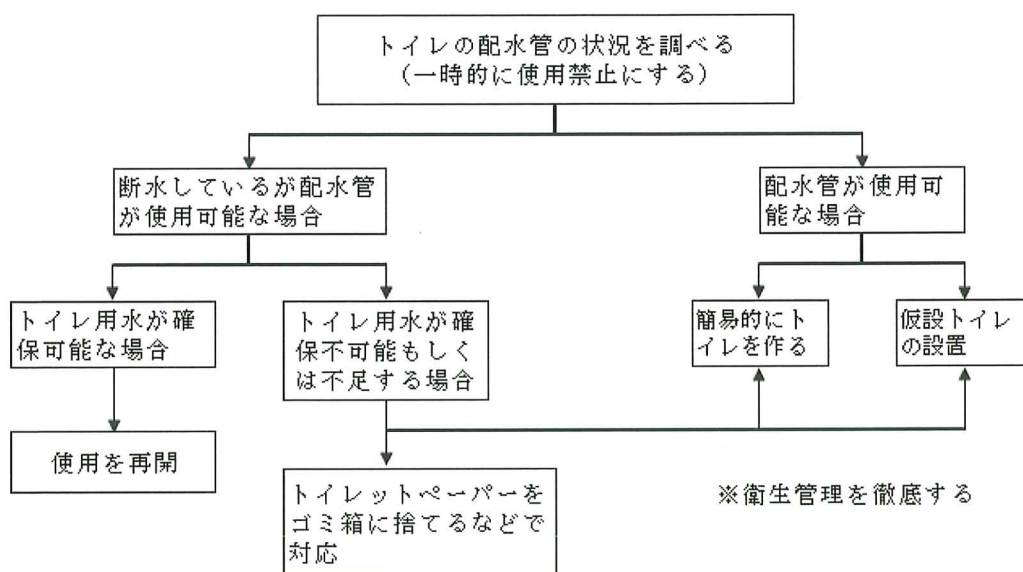 トイレの配水管の状況を調べる
（一時的に使用禁止にする）
断水しているが配水管
が使用可能な場合
配水管が使用可
能な場合
トイレ用水が確
保可能な場合
トイレ用水が確
保不可能もしく
は不足する場合
簡易的にト
イレを作る
仮設トイレ
の設置
使用を再開
トイレットペーパーを
ゴミ箱に捨てるなどで
対応
※衛生管理を徹底する